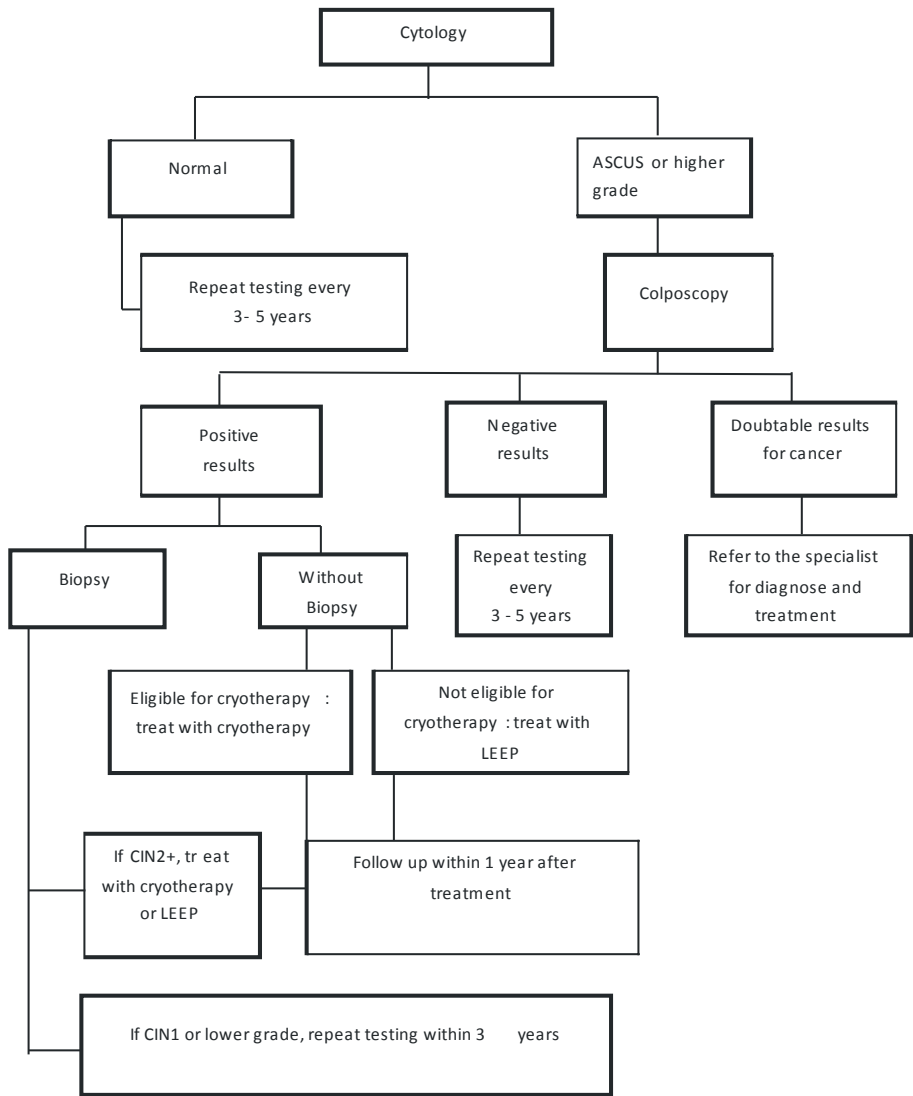 Cytology
Normal
ASCUS or higher
grade
Repeat testing every
3- 5 years
Colposcopy
Positive
results
Negative
results
Doubtable results
for cancer
Biopsy
Without
Biopsy
Repeat testing
every
3 - 5 years
Refer to the specialist
for diagnose and
treatment
Eligible for cryotherapy :
treat with cryotherapy
Not eligible for
cryotherapy : treat with
LEEP
If CIN2+, tr eat
with cryotherapy
or LEEP
Follow up within 1 year after
treatment
If CIN1 or lower grade, repeat testing within 3 years